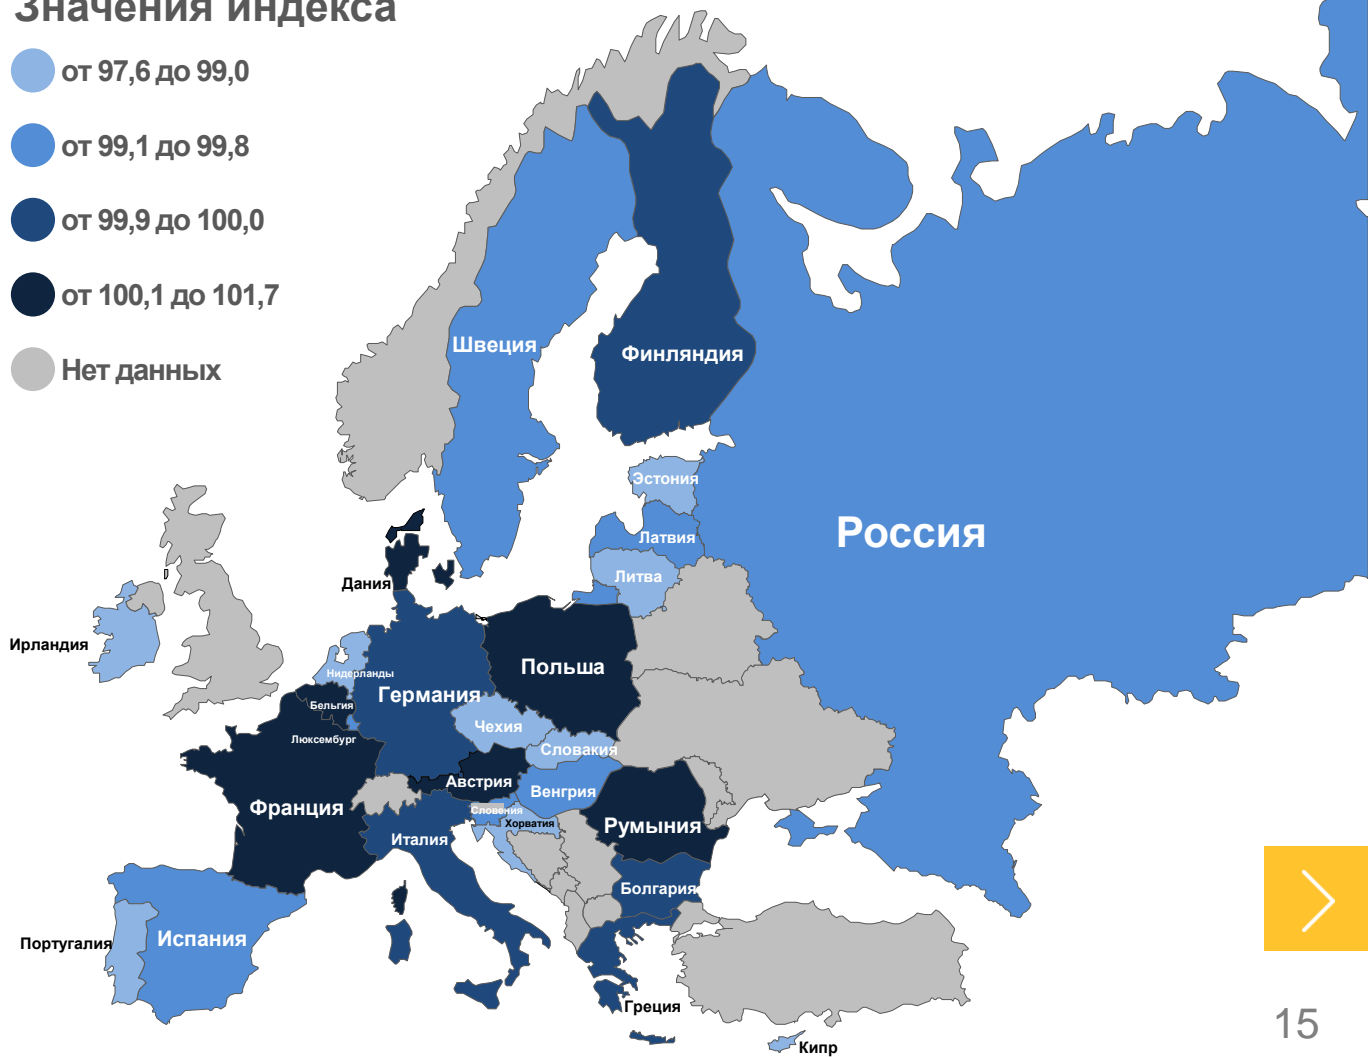 Значения индекса
от 97,6 до 99,0
от 99,1 до 99,8
от 99,9 до 100,0
от 100,1 до 101,7
Нет данных
Швеция
Финляндия
Эстония
Россия
Латвия
Литва
Дания
Ирландия
Польша
Нидерланды
Германия
Бельгия
Чехия
Люксембург
Словакия
Австрия
Венгрия
Франция
Словения
Хорватия
Румыния
Италия
Болгария
Португалия
Испания
Греция
Кипр
15